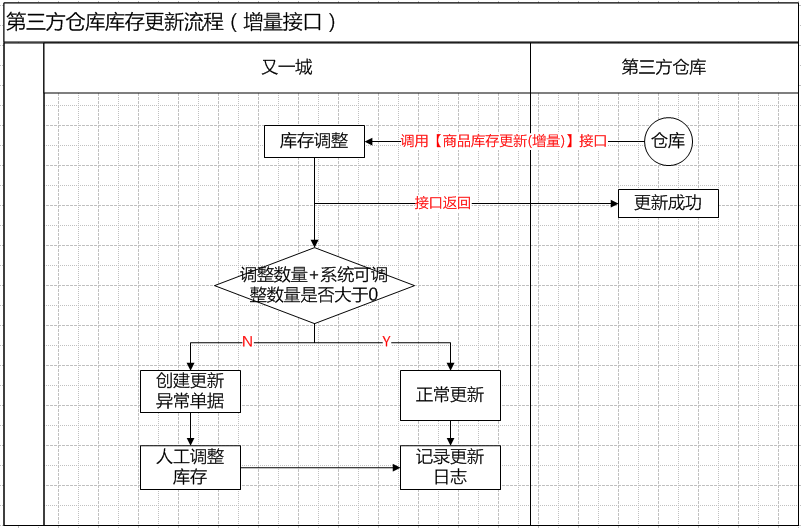 第三方仓库库存更新流程（增量接口）
又一城
第三方仓库
库存调整
调用【商品库存更新(增量)】接口
仓库
接口返回
更新成功
调整数量+系统可调
整数量是否大于0
N
Y
创建更新
异常单据
正常更新
人工调整
库存
记录更新
日志